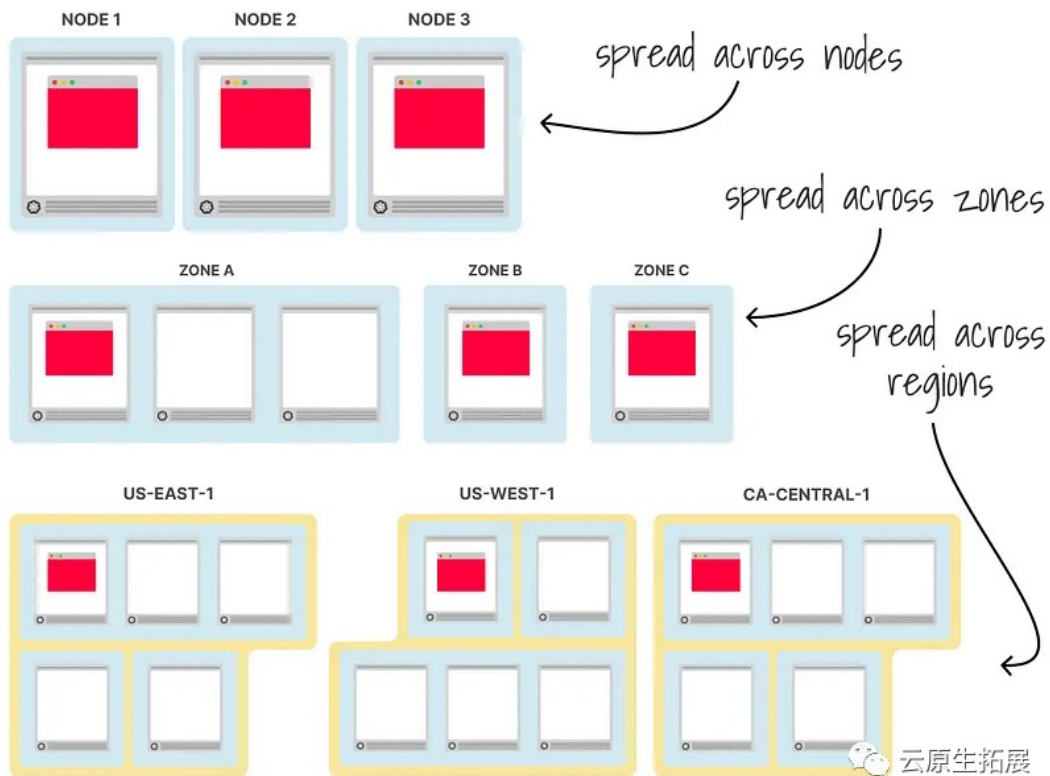 NODE 1
NODE 2
NODE 3
spread across nodes
spread across zones
ZONE A
ZONE B
ZONE C
spread across
regions
US-EAST-1
US-WEST-1
CA-CENTRAL-1
云原生拓展